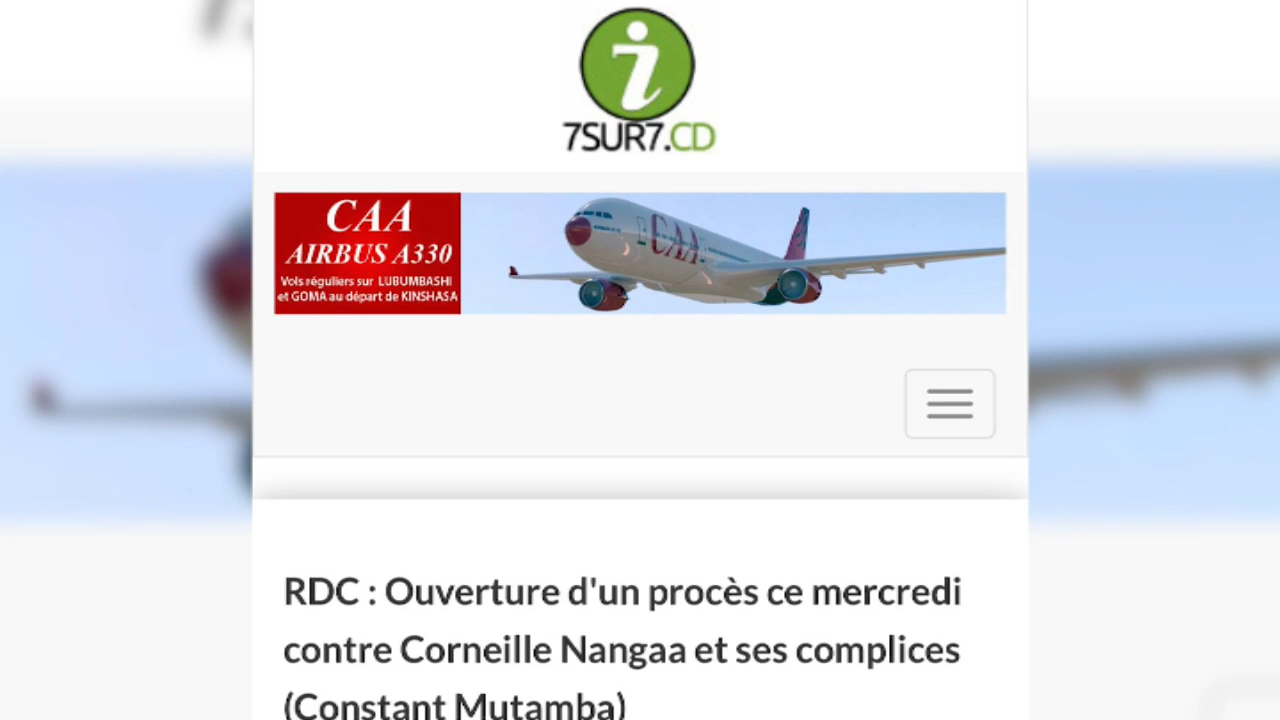 i
7SUR7.CD
CAA
AIRBUS A330
Vols réguliers sur LUBUMBASHI
et GOMA au départ de KINSHASA
CAA
RDC : Ouverture d'un procès ce mercredi
contre Corneille Nangaa et ses complices
(Constant Mutamba)